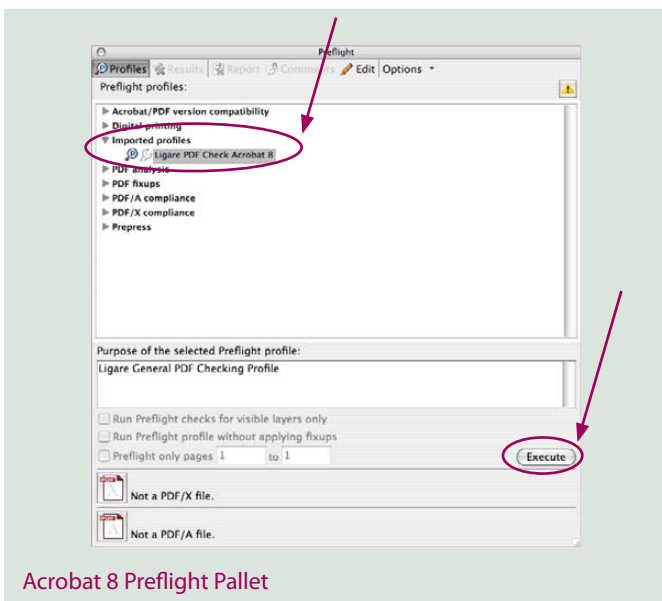 Preflight
Profiles Results Report Comments Edit Options
Preflight profiles:
Acrobat/PDF version compatibility
Digital printing
Imported profiles
Ligare PDF Check Acrobat 8
PDF analysis
PDF fixups
PDF/A compliance
PDF/X compliance
Prepress
Purpose of the selected Preflight profile:
Ligare General PDF Checking Profile
Run Preflight checks for visible layers only
Run Preflight profile without applying fixups
Preflight only pages 1 to 1
Execute
Not a PDF/X file.
Not a PDF/A file.
Acrobat 8 Preflight Pallet